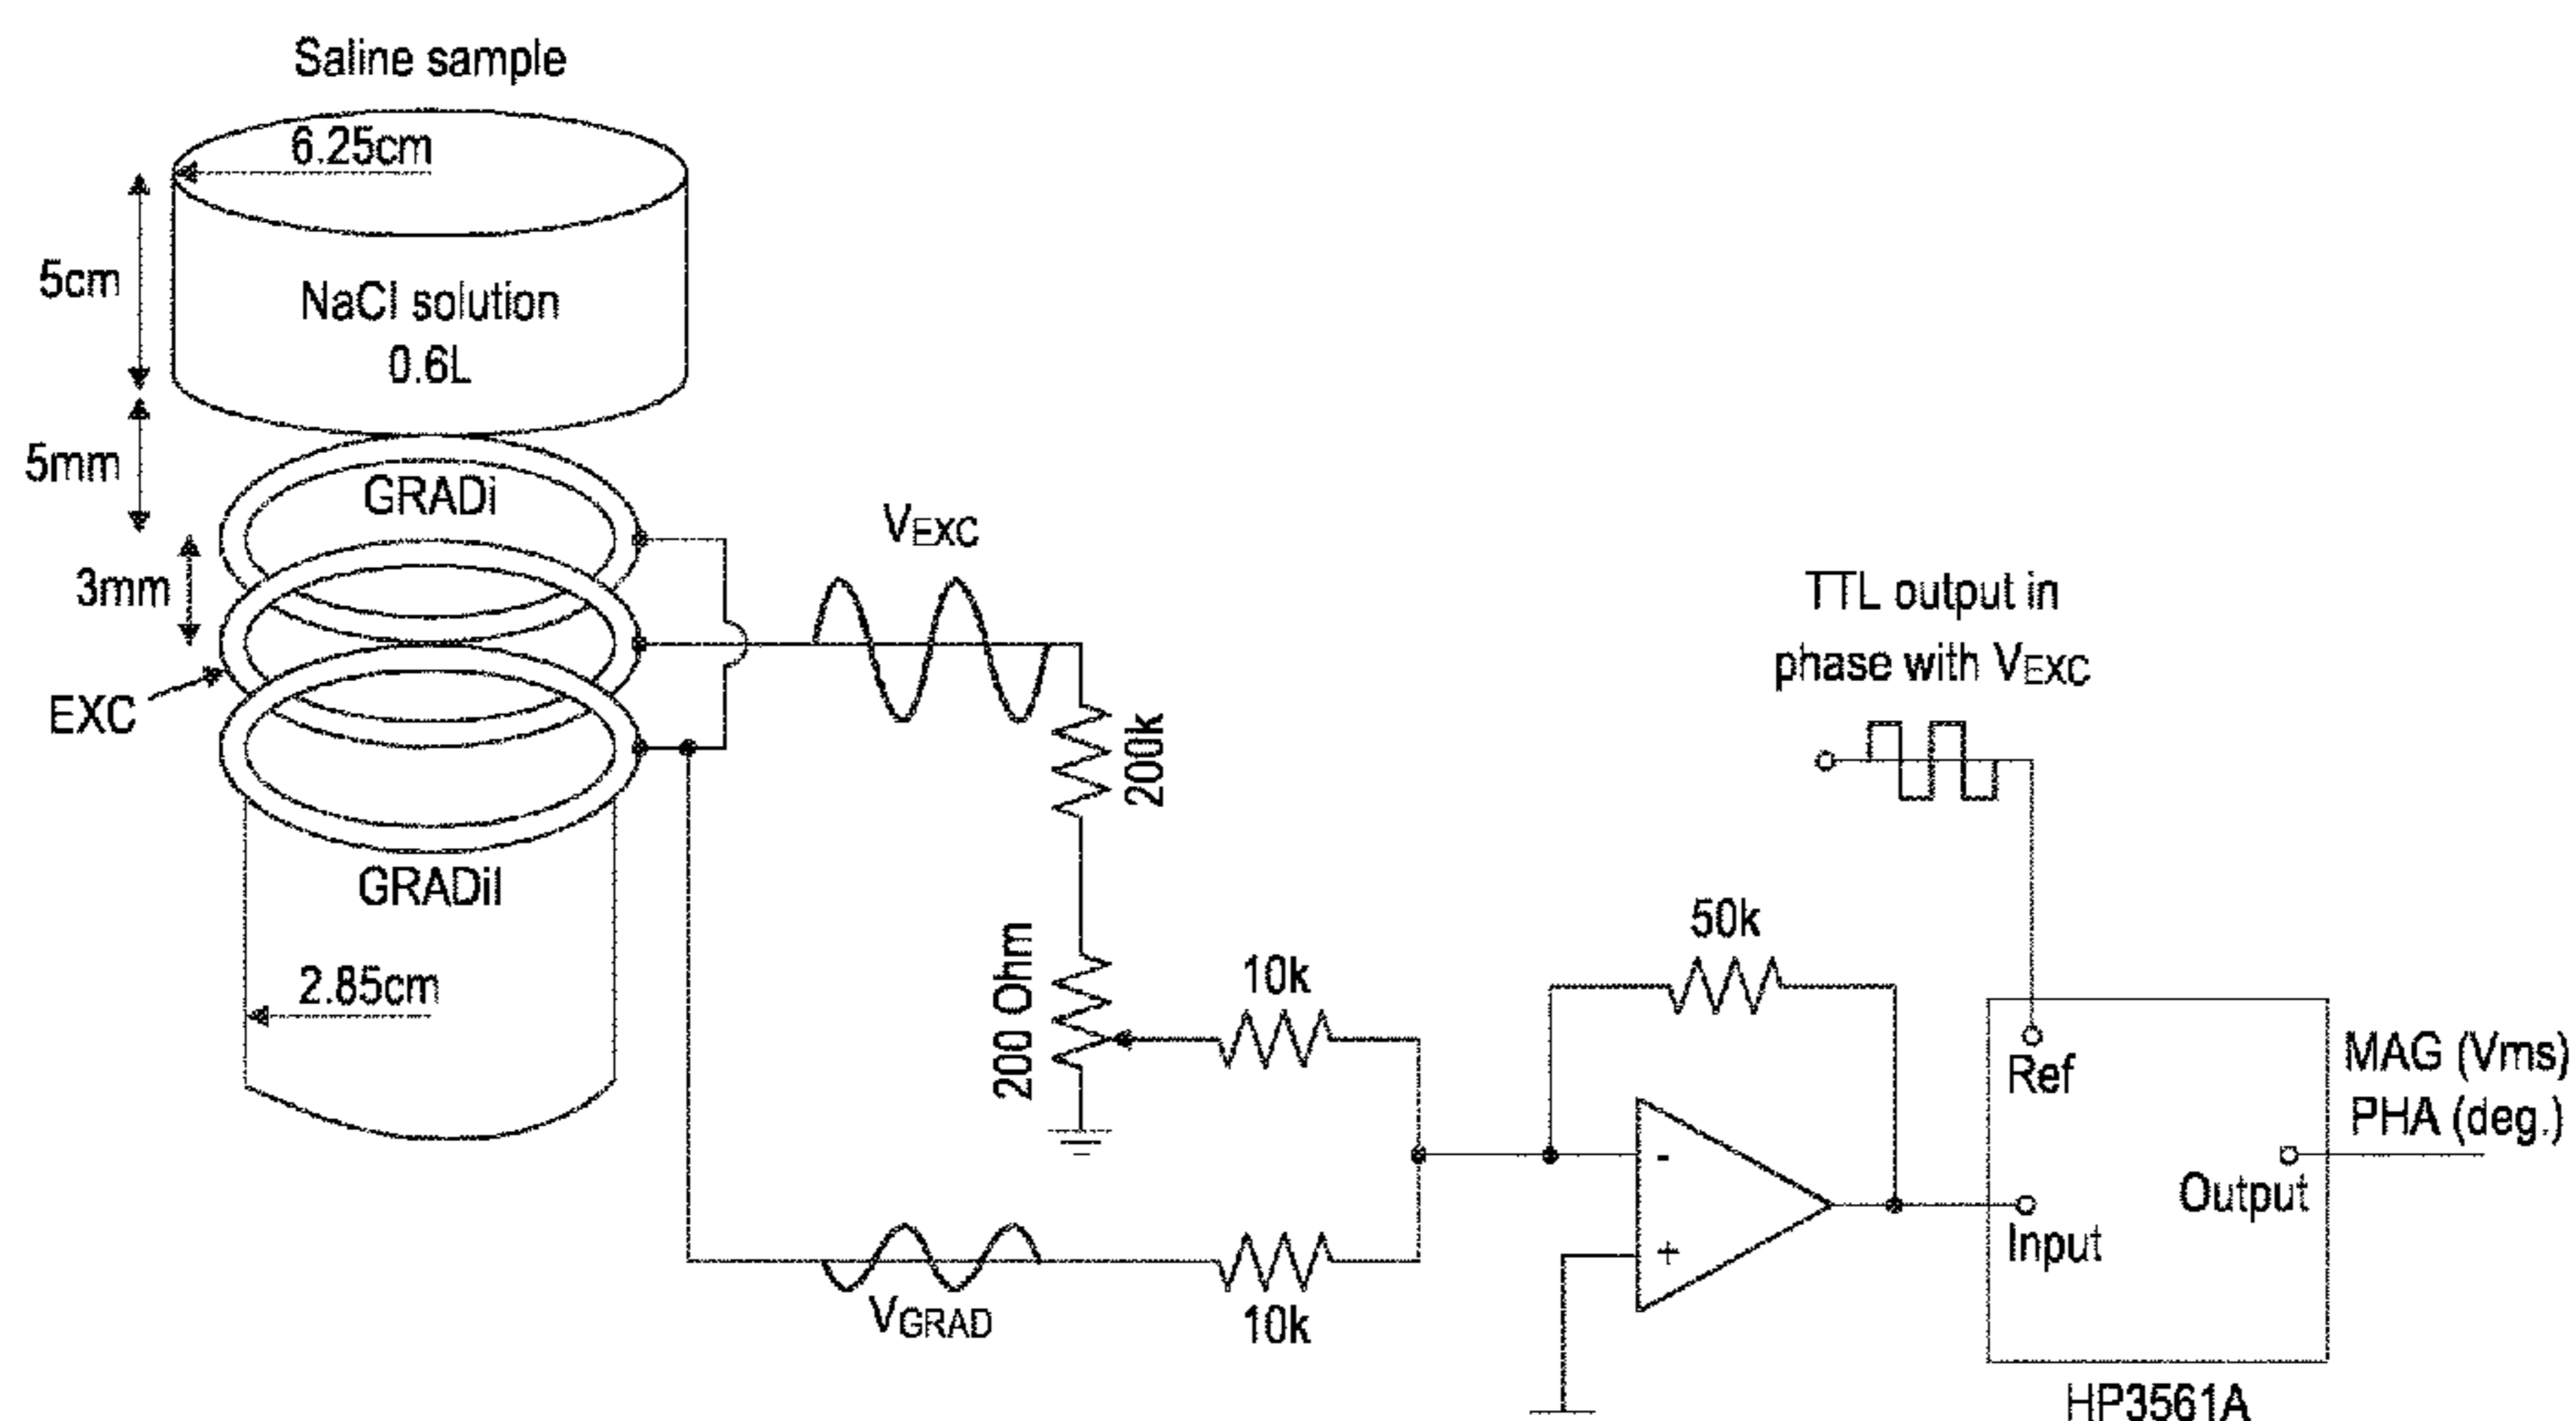 Saline sample
6.25cm
5cm
NaCl solution
0.6L
5mm
GRADi
3mm
EXC
GRADii
2.85cm
VEXC
200k
200 Ohm
10k
VGRAD
10k
50k
-
+
TTL output in
phase with VEXC
Ref
Input
Output
MAG (Vms)
PHA (deg.)
HP3561A